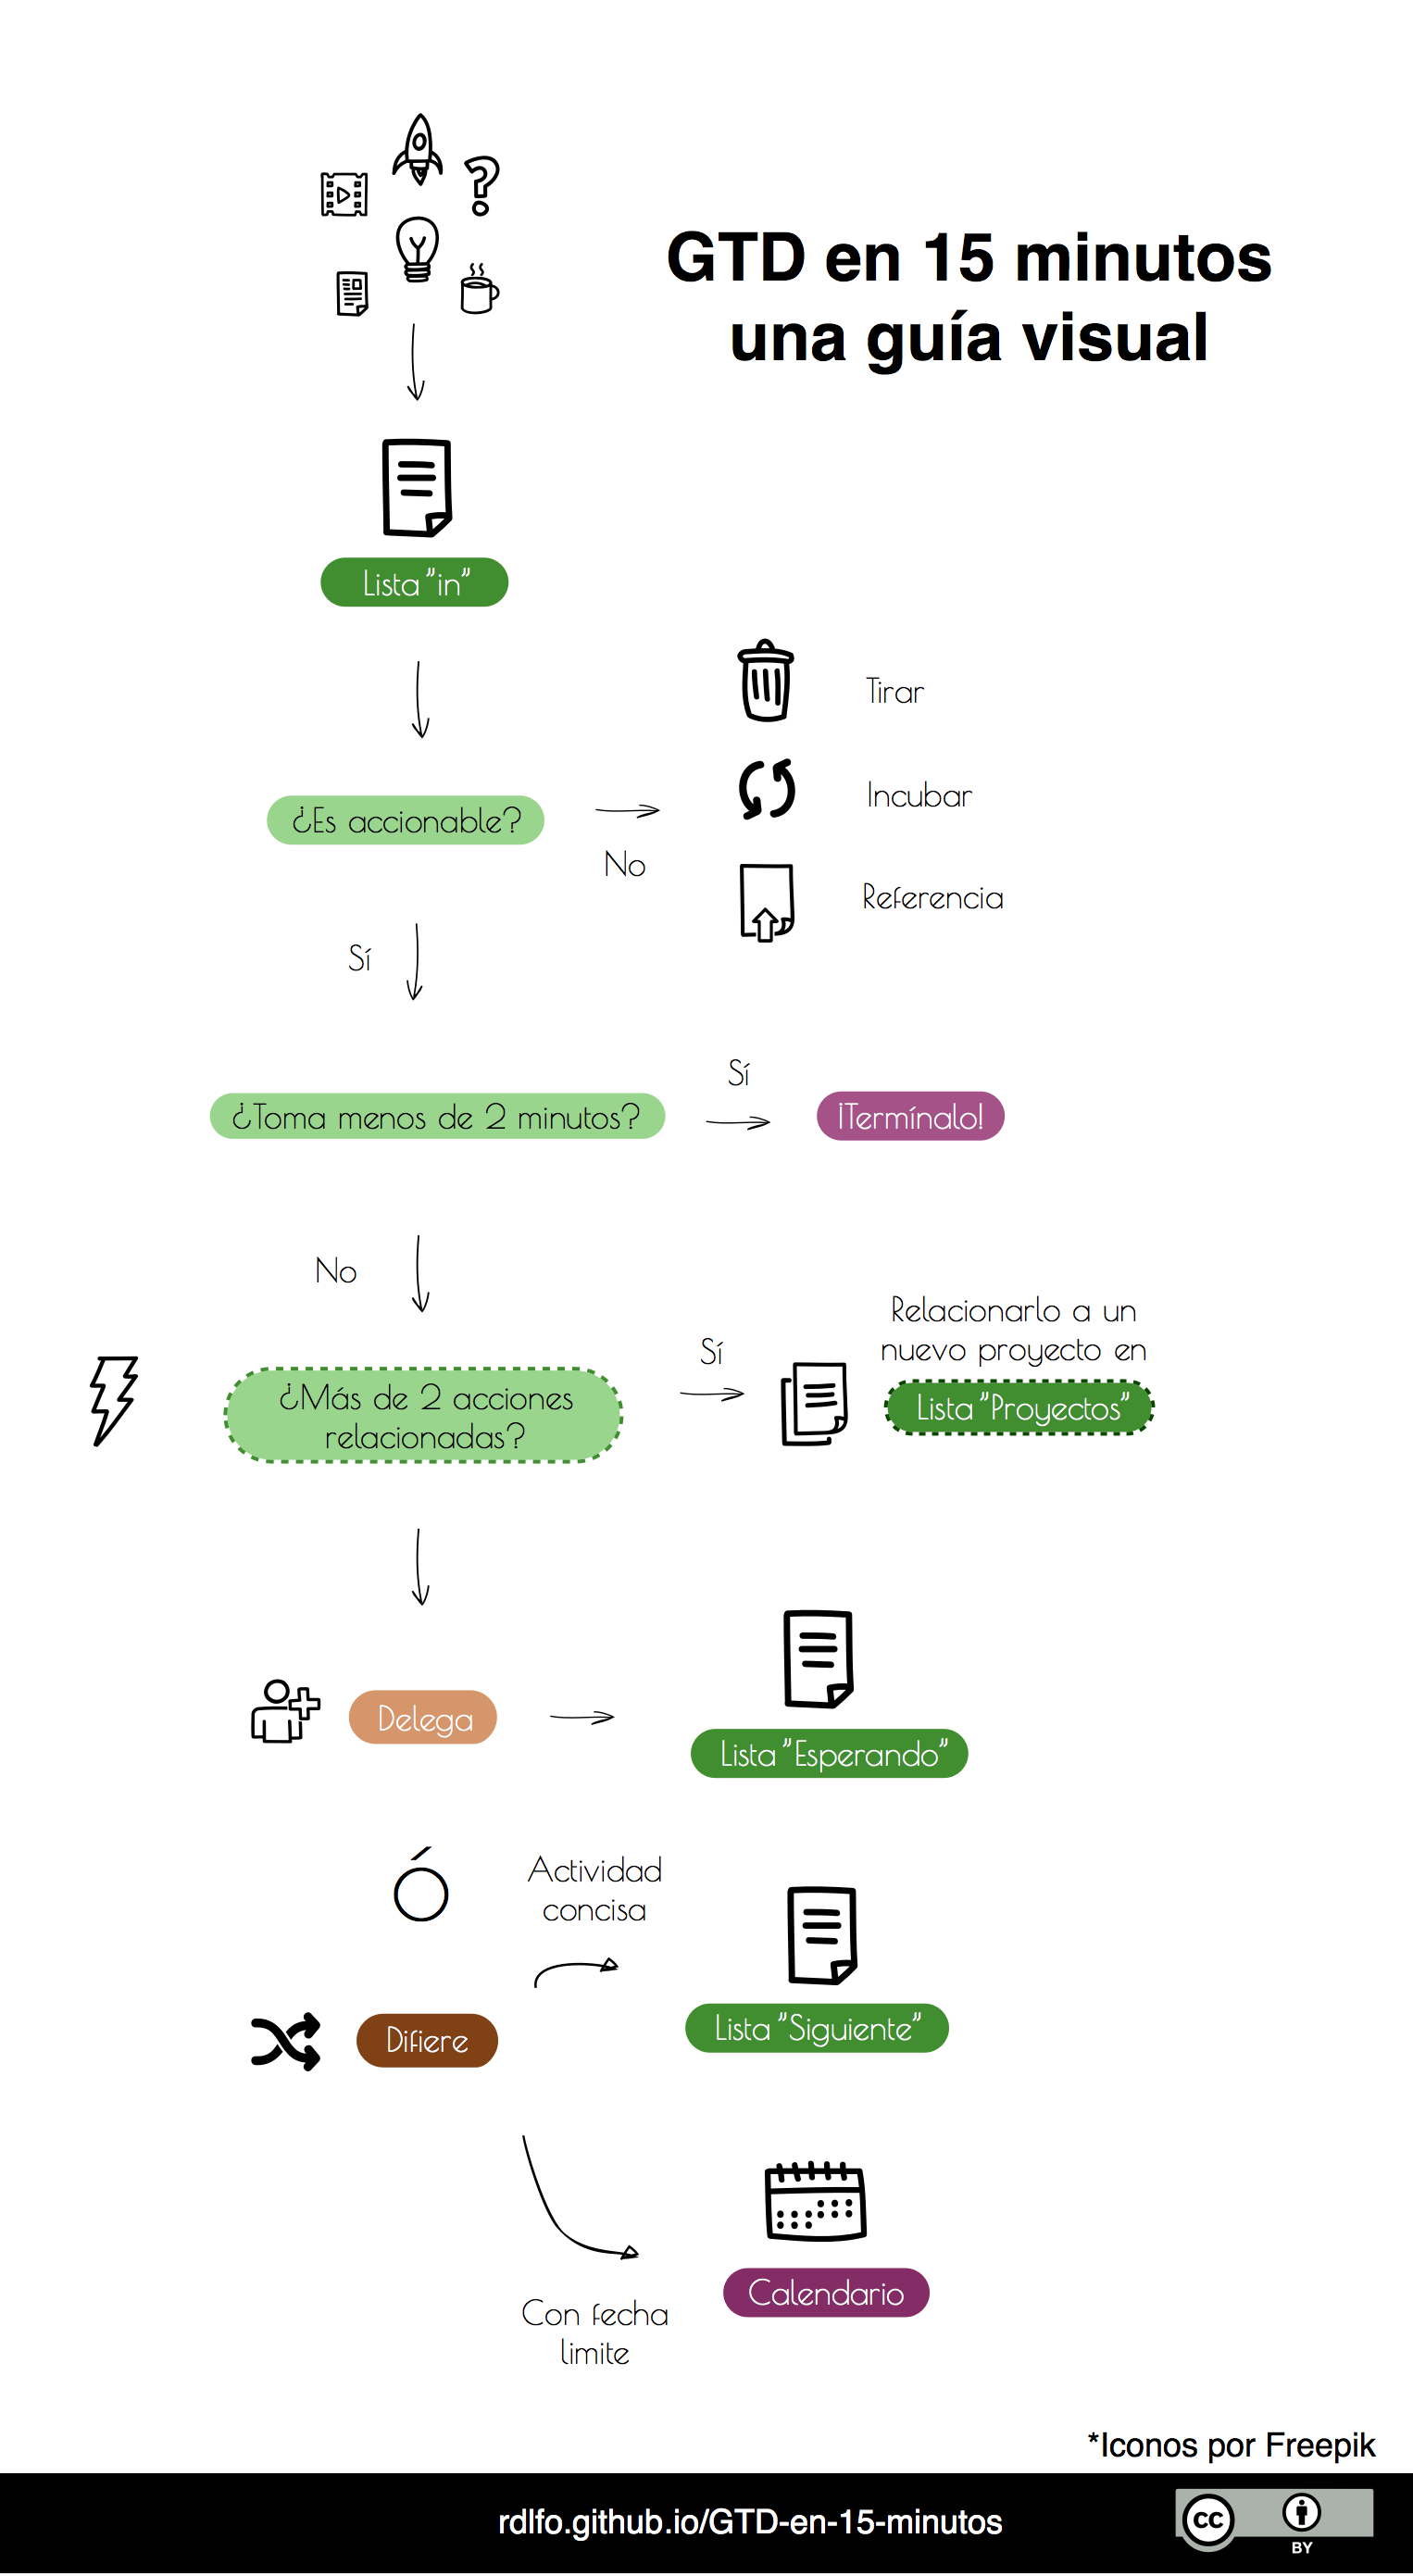 GTD en 15 minutos
una guía visual
Lista "in"
Tirar
¿Es accionable?
Incubar
No
Referencia
Sí
Sí
¿Toma menos de 2 minutos?
¡Termínalo!
No
Relacionarlo a un
nuevo proyecto en
Sí
¿Más de 2 acciones
relacionadas?
Lista "Proyectos"
Delega
Lista "Esperando"
Ó
Actividad
concisa
Difiere
Lista "Siguiente"
Calendario
Con fecha
limite
*Iconos por Freepik
rdlfo.github.io/GTD-en-15-minutos
cc
BY